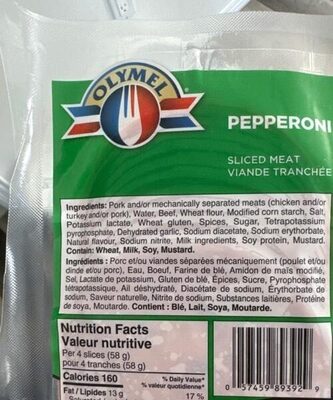 OLYMEL
PEPPERONI
SLICED MEAT
VIANDE TRANCHÉE
Ingredients: Pork and/or mechanically separated meats (chicken and/or
turkey and/or pork), Water, Beef, Wheat flour, Modified corn starch, Salt,
Potassium lactate, Wheat gluten, Spices, Sugar, Tetrapotassium
pyrophosphate, Dehydrated garlic, Sodium diacetate, Sodium erythorbate,
Natural flavour, Sodium nitrite, Milk ingredients, Soy protein, Mustard.
Contain: Wheat, Milk, Soy, Mustard.
Ingrédients : Porc et/ou viandes séparées mécaniquement (poulet et/ou
dinde et/ou porc), Eau, Boeuf, Farine de blé, Amidon de maïs modifié,
Sel, Lactate de potassium, Gluten de blé, Épices, Sucre, Pyrophosphate
tétrapotassique, Ail déshydraté, Diacétate de sodium, Érythorbate de
sodium, Saveur naturelle, Nitrite de sodium, Substances laitières, Protéine
de soya, Moutarde. Contient : Blé, Lait, Soya, Moutarde.
Nutrition Facts
Valeur nutritive
Per 4 slices (58 g)
pour 4 tranches (58 g)
Calories 160
% Daily Value*
% valeur quotidienne*
Fat / Lipides 13 g
17 %
0 57459 89392 9